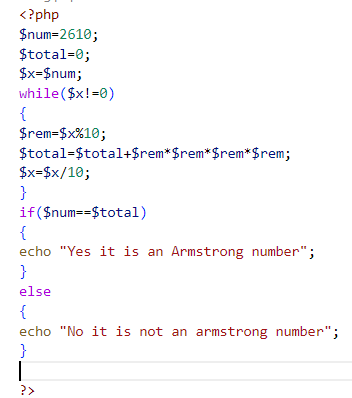 <?php
$num=2610;
$total=0;
$x=$num;
while($x!=0)
{
$rem=$x%10;
$total=$total+$rem*$rem*$rem*$rem;
$x=$x/10;
}
if($num==$total)
{
echo "Yes it is an Armstrong number";
}
else
{
echo "No it is not an armstrong number";
}
?>